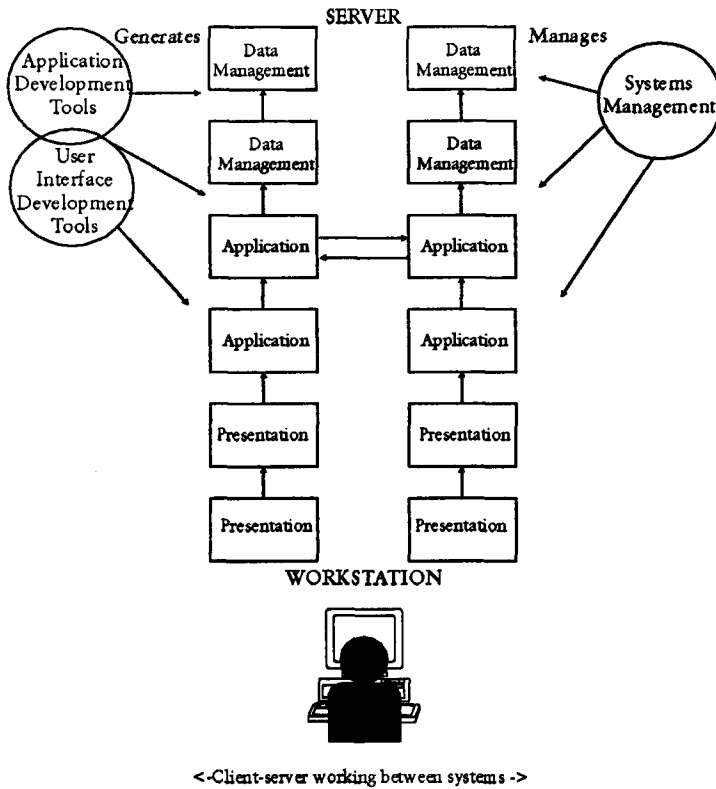 SERVER
Generates
Manages
Application
Development
Tools
User
Interface
Development
Tools
Data
Management
Data
Management
Systems
Management
Data
Management
Data
Management
Application
Application
Application
Application
Presentation
Presentation
Presentation
Presentation
WORKSTATION
<-Client-server working between systems ->